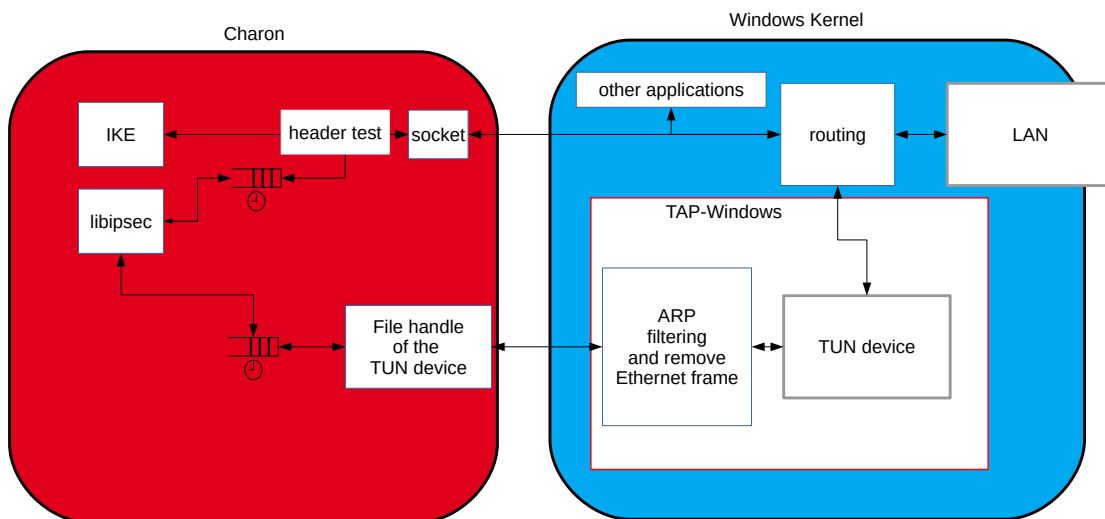 Charon
Windows Kernel
IKE
header test
socket
other applications
routing
LAN
libipsec
TAP-Windows
File handle
of the
TUN device
ARP
filtering
and remove
Ethernet frame
TUN device